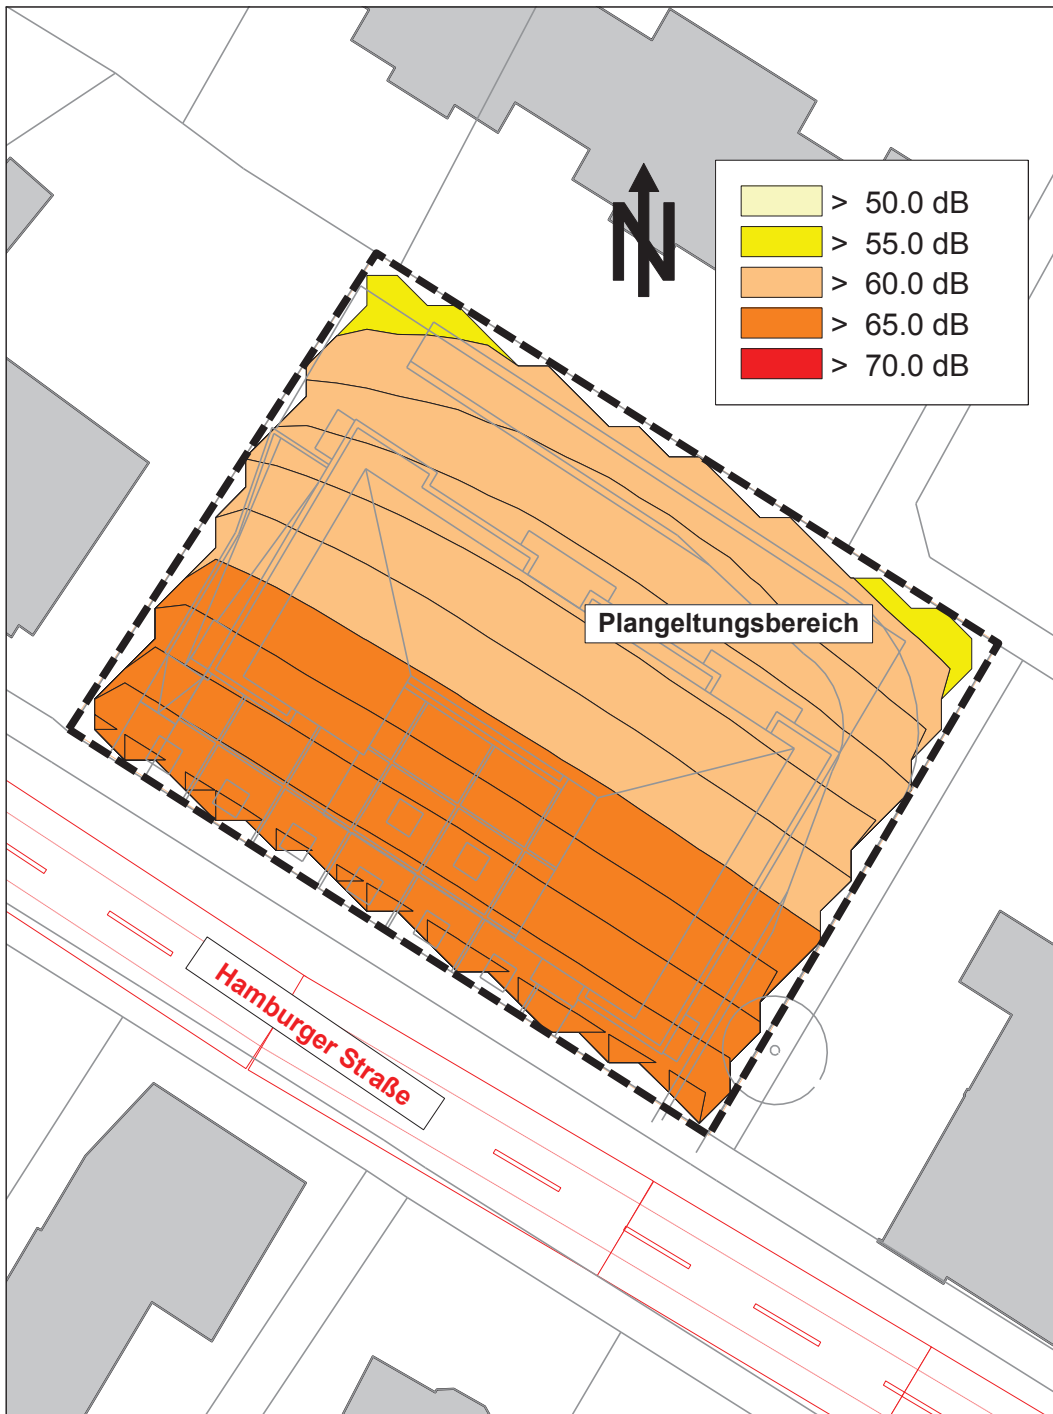 N
> 50.0 dB
> 55.0 dB
> 60.0 dB
> 65.0 dB
> 70.0 dB
Plangeltungsbereich
Hamburger Straße